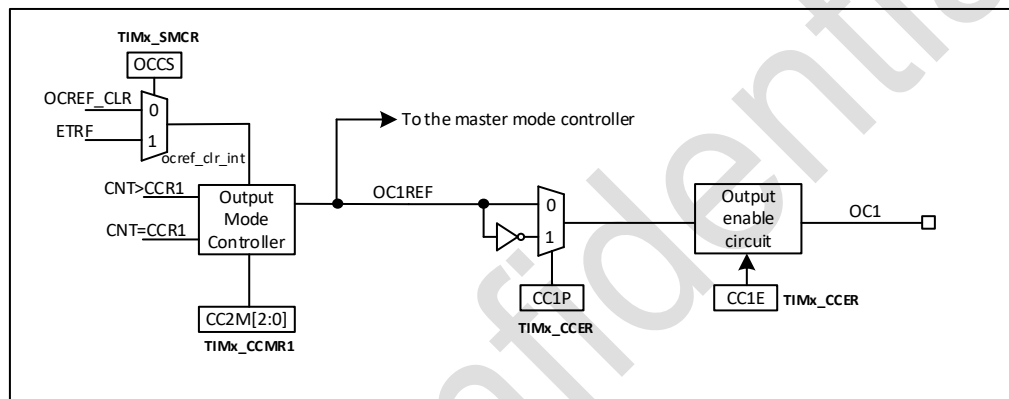 TIMx_SMCR
OCCS
OCREF_CLR
0
ETRF
1
ocref_clr_int
To the master mode controller
CNT>CCR1
CNT=CCR1
Output
Mode
Controller
OC1REF
0
1
Output
enable
circuit
OC1
CC2M[2:0]
TIMx_CCMR1
CC1P
TIMx_CCER
CC1E
TIMx_CCER
nfidential